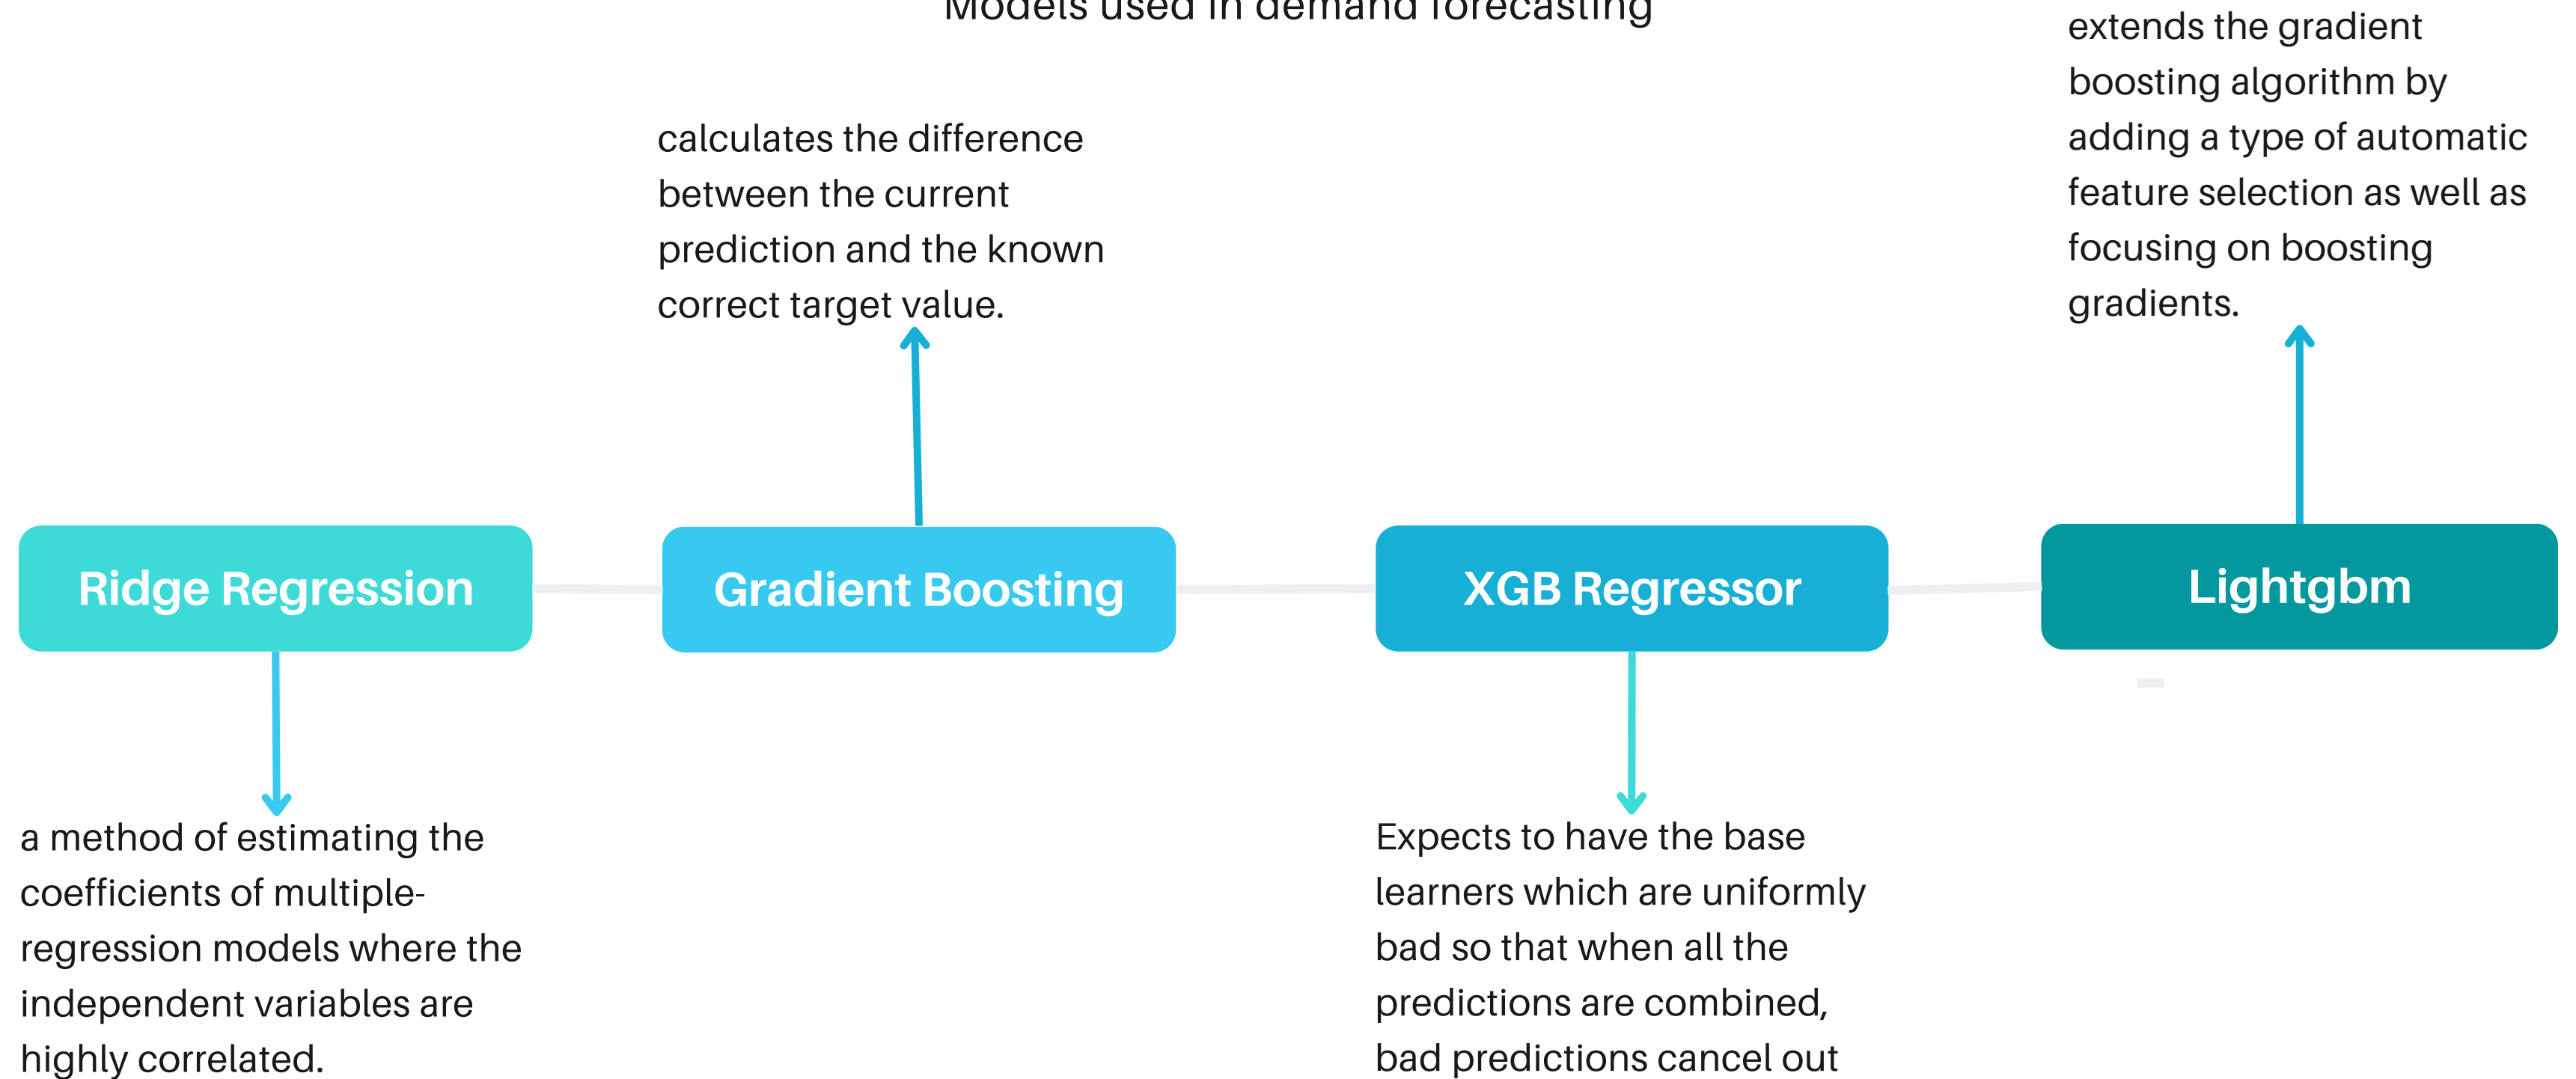 Models used in demand forecasting
extends the gradient
boosting algorithm by
adding a type of automatic
feature selection as well as
focusing on boosting
gradients.
calculates the difference
between the current
prediction and the known
correct target value.
Ridge Regression
Gradient Boosting
XGB Regressor
Lightgbm
a method of estimating the
coefficients of multiple-
regression models where the
independent variables are
highly correlated.
Expects to have the base
learners which are uniformly
bad so that when all the
predictions are combined,
bad predictions cancel out